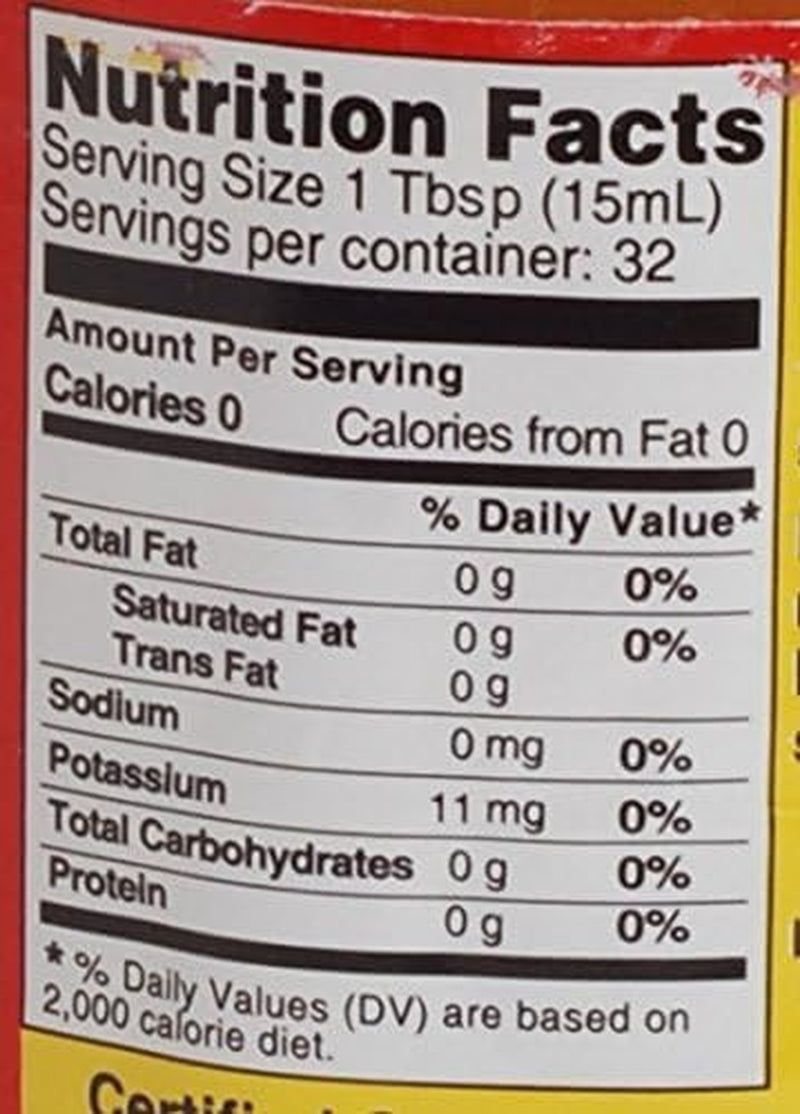 Nutrition Facts
Serving Size 1 Tbsp (15mL)
Servings per container: 32
Amount Per Serving
Calories 0 Calories from Fat 0
% Daily Value*
Total Fat 0 g 0%
Saturated Fat 0 g 0%
Trans Fat 0 g
Sodium 0 mg 0%
Potassium 11 mg 0%
Total Carbohydrates 0 g 0%
Protein 0 g 0%
* % Daily Values (DV) are based on
2,000 calorie diet.